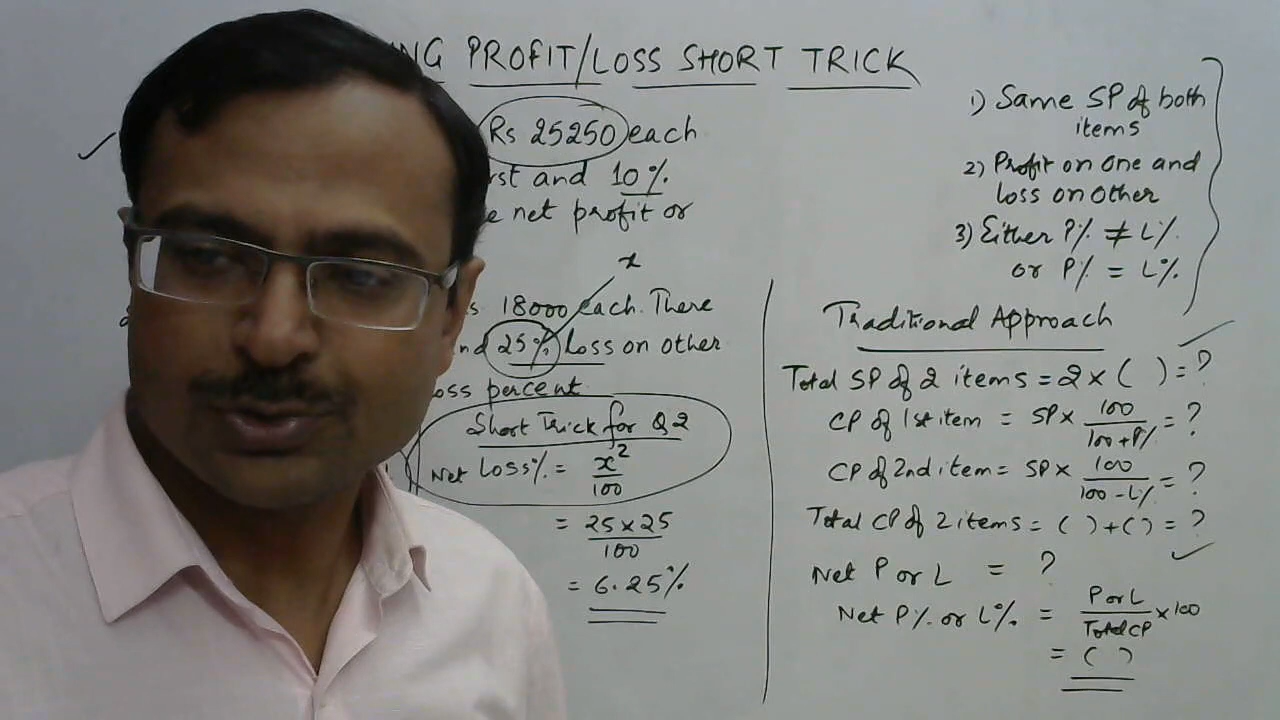 NG PROFIT/LOSS SHORT TRICK
Rs 25250 each
rst and 10%
e net profit or
x
s 18000 each. There
nd 25% Loss on other
oss percent
Short Trick for Q2
Net Loss% = x²/100
= 25 x 25/100
= 6.25%
1) Same SP of both
items
2) Profit on one and
loss on other
3) Either P% ≠ L%
or P% = L%
Traditional Approach
Total SP of 2 items = 2 x ( ) = ?
CP of 1st item = SP x 100/100+P% = ?
CP of 2nd item = SP x 100/100-L% = ?
Total CP of 2 items = ( ) + ( ) = ?
Net P or L = ?
Net P% or L% = P or L/Total CP x 100
= ( )